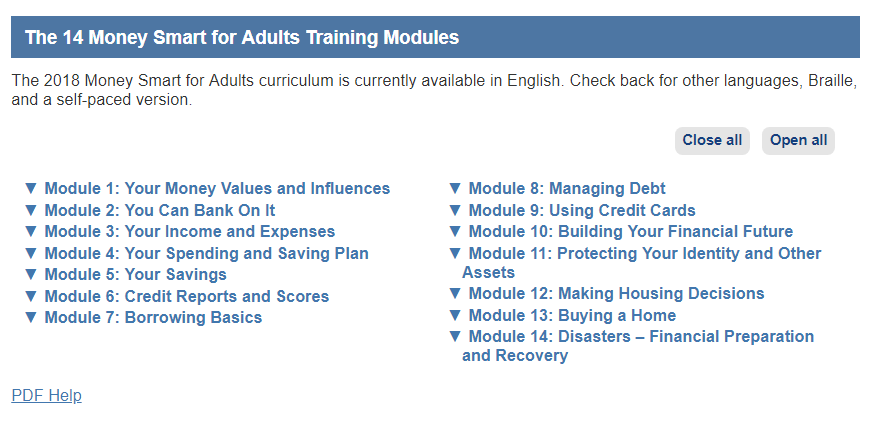 The 14 Money Smart for Adults Training Modules
The 2018 Money Smart for Adults curriculum is currently available in English. Check back for other languages, Braille,
and a self-paced version.
Close all
Open all
▼ Module 1: Your Money Values and Influences
▼ Module 2: You Can Bank On It
▼ Module 3: Your Income and Expenses
▼ Module 4: Your Spending and Saving Plan
▼ Module 5: Your Savings
▼ Module 6: Credit Reports and Scores
▼ Module 7: Borrowing Basics
▼ Module 8: Managing Debt
▼ Module 9: Using Credit Cards
▼ Module 10: Building Your Financial Future
▼ Module 11: Protecting Your Identity and Other
Assets
▼ Module 12: Making Housing Decisions
▼ Module 13: Buying a Home
▼ Module 14: Disasters – Financial Preparation
and Recovery
PDF Help